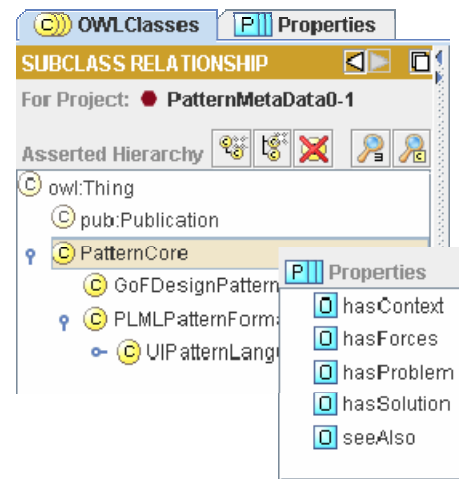 OWLClasses
Properties
SUBCLASS RELATIONSHIP
For Project: PatternMetaData0-1
Asserted Hierarchy
owl:Thing
pub:Publication
PatternCore
GoFDesignPattern
PLMLPatternForma
UIPatternLangu
Properties
hasContext
hasForces
hasProblem
hasSolution
seeAlso